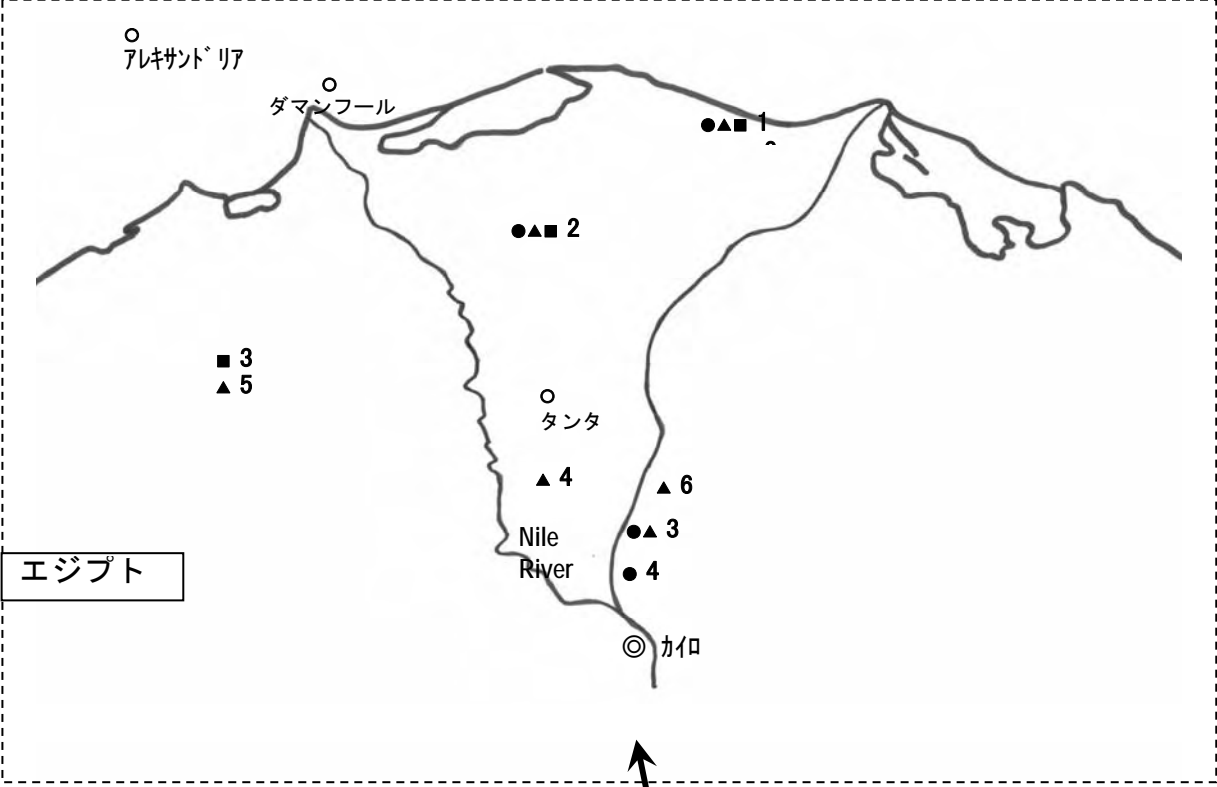 アレキサンドリア
ダマンフール
●▲■ 1
●▲■ 2
■ 3
▲ 5
タンタ
▲ 4
▲ 6
●▲ 3
Nile
River
● 4
エジプト
◎ カイロ